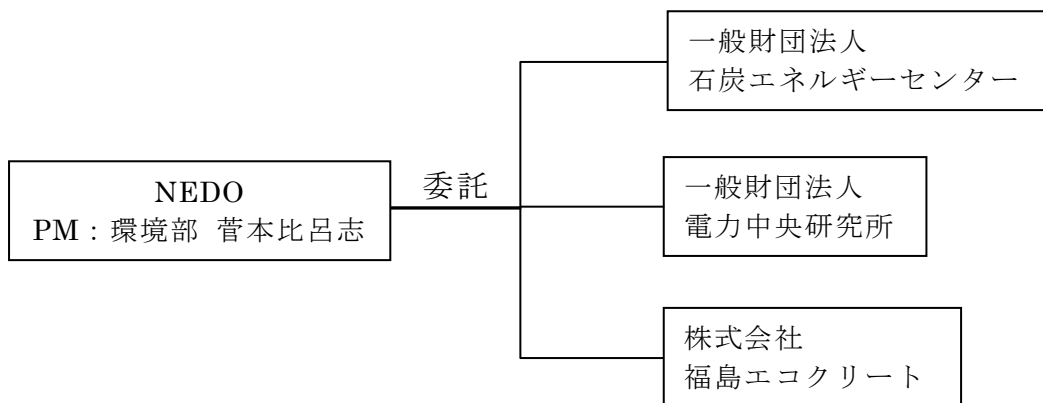 一般財団法人
石炭エネルギーセンター
NEDO
PM：環境部 菅本比呂志
委託
一般財団法人
電力中央研究所
株式会社
福島エコクリート